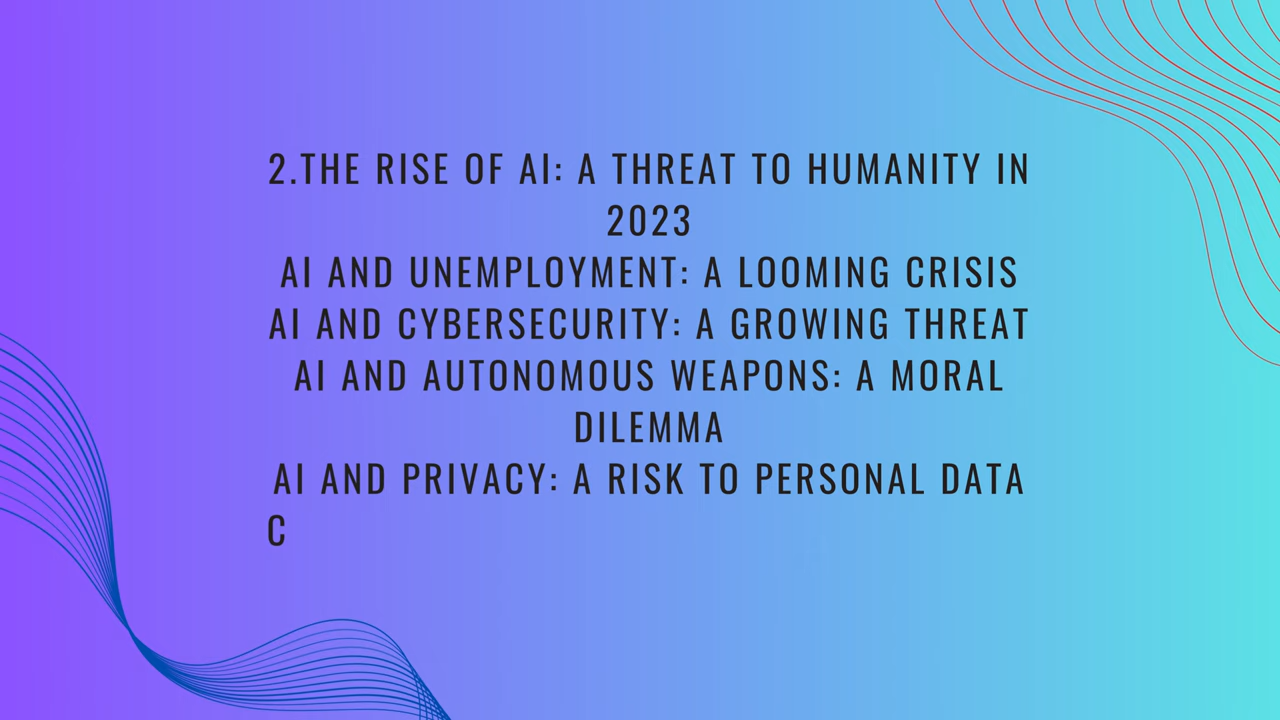 2.THE RISE OF AI: A THREAT TO HUMANITY IN
2023
AI AND UNEMPLOYMENT: A LOOMING CRISIS
AI AND CYBERSECURITY: A GROWING THREAT
AI AND AUTONOMOUS WEAPONS: A MORAL
DILEMMA
AI AND PRIVACY: A RISK TO PERSONAL DATA
C